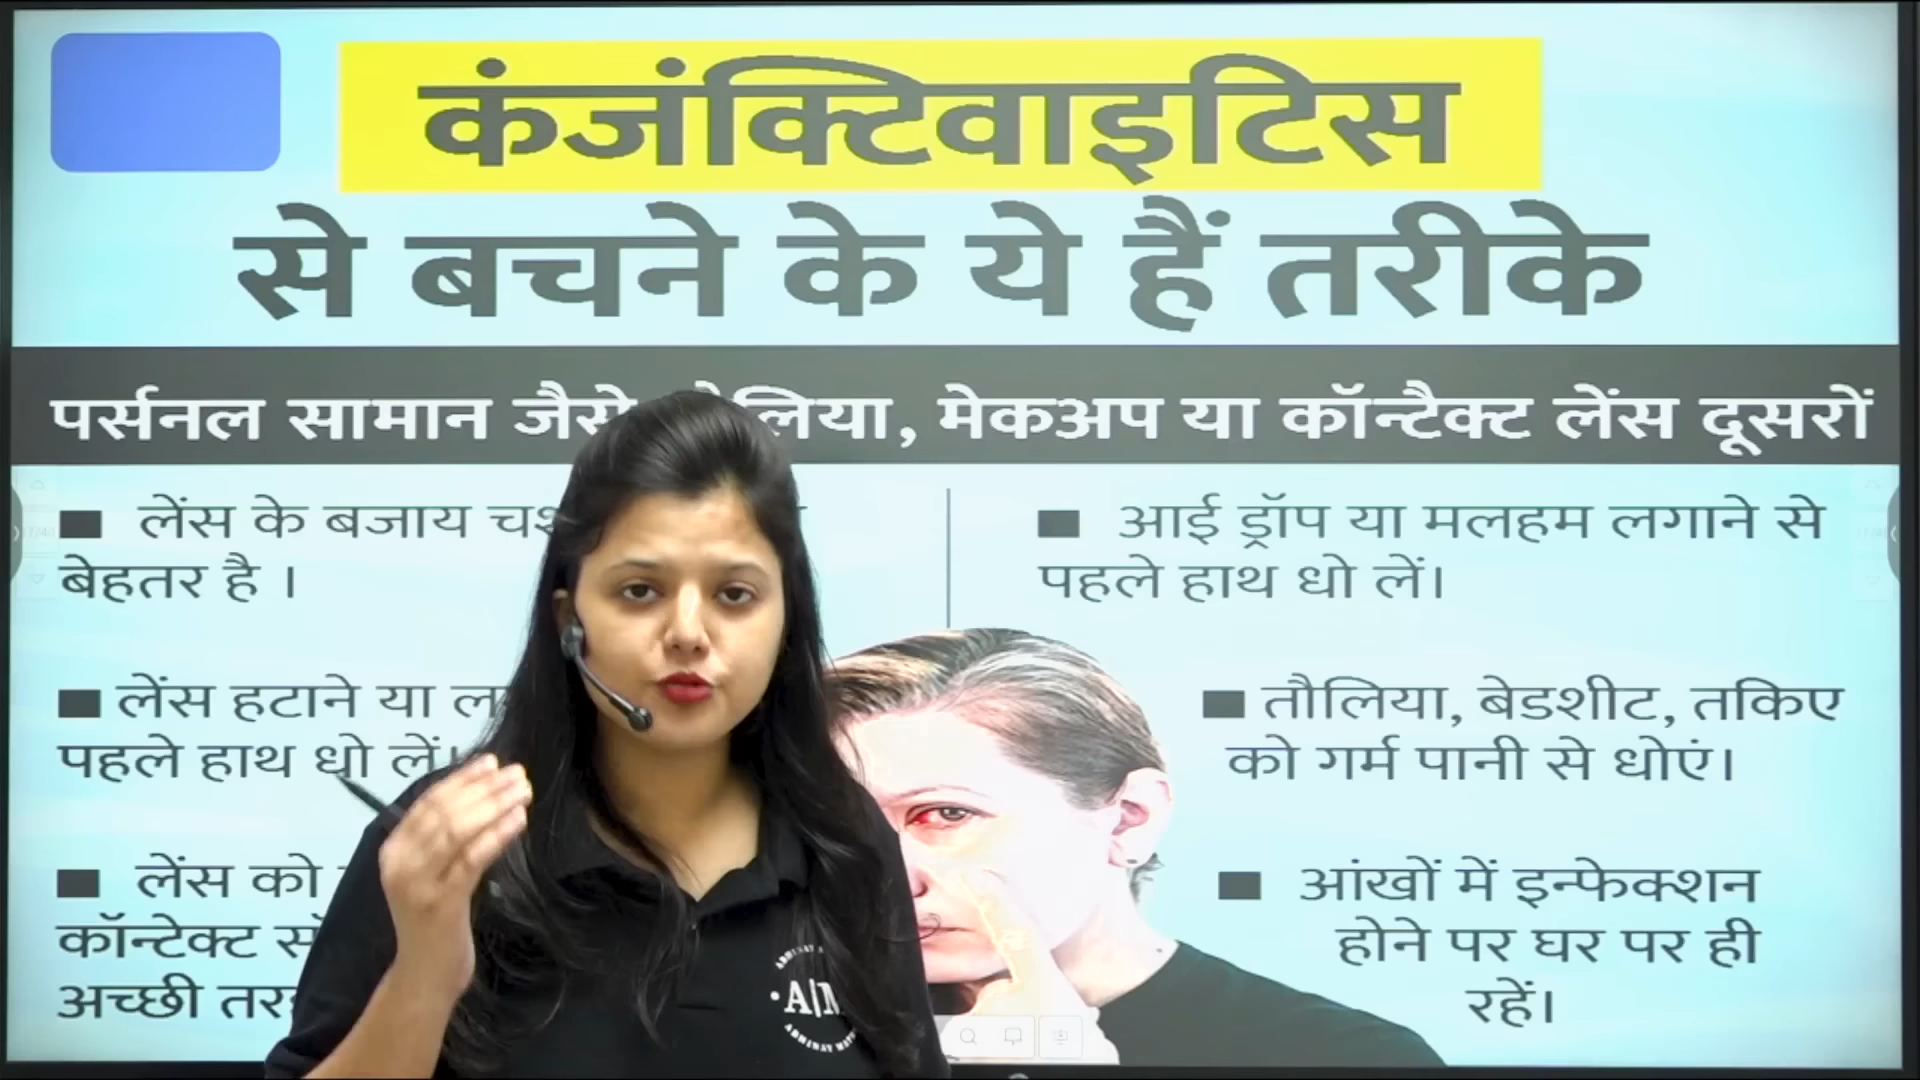 कंजंक्टिवाइटिस
से बचने के ये हैं तरीके
पर्सनल सामान जैसे मेकअप या कॉन्टैक्ट लेंस दूसरों
■ लेंस के बजाय
बेहतर है ।
■ लेंस हटाने या
पहले हाथ धो लें।
■ लेंस को
कॉन्टेक्ट
अच्छी
■ आई ड्रॉप या मलहम लगाने से
पहले हाथ धो लें।
■ तौलिया, बेडशीट, तकिए
को गर्म पानी से धोएं।
■ आंखों में इन्फेक्शन
होने पर घर पर ही
रहें।